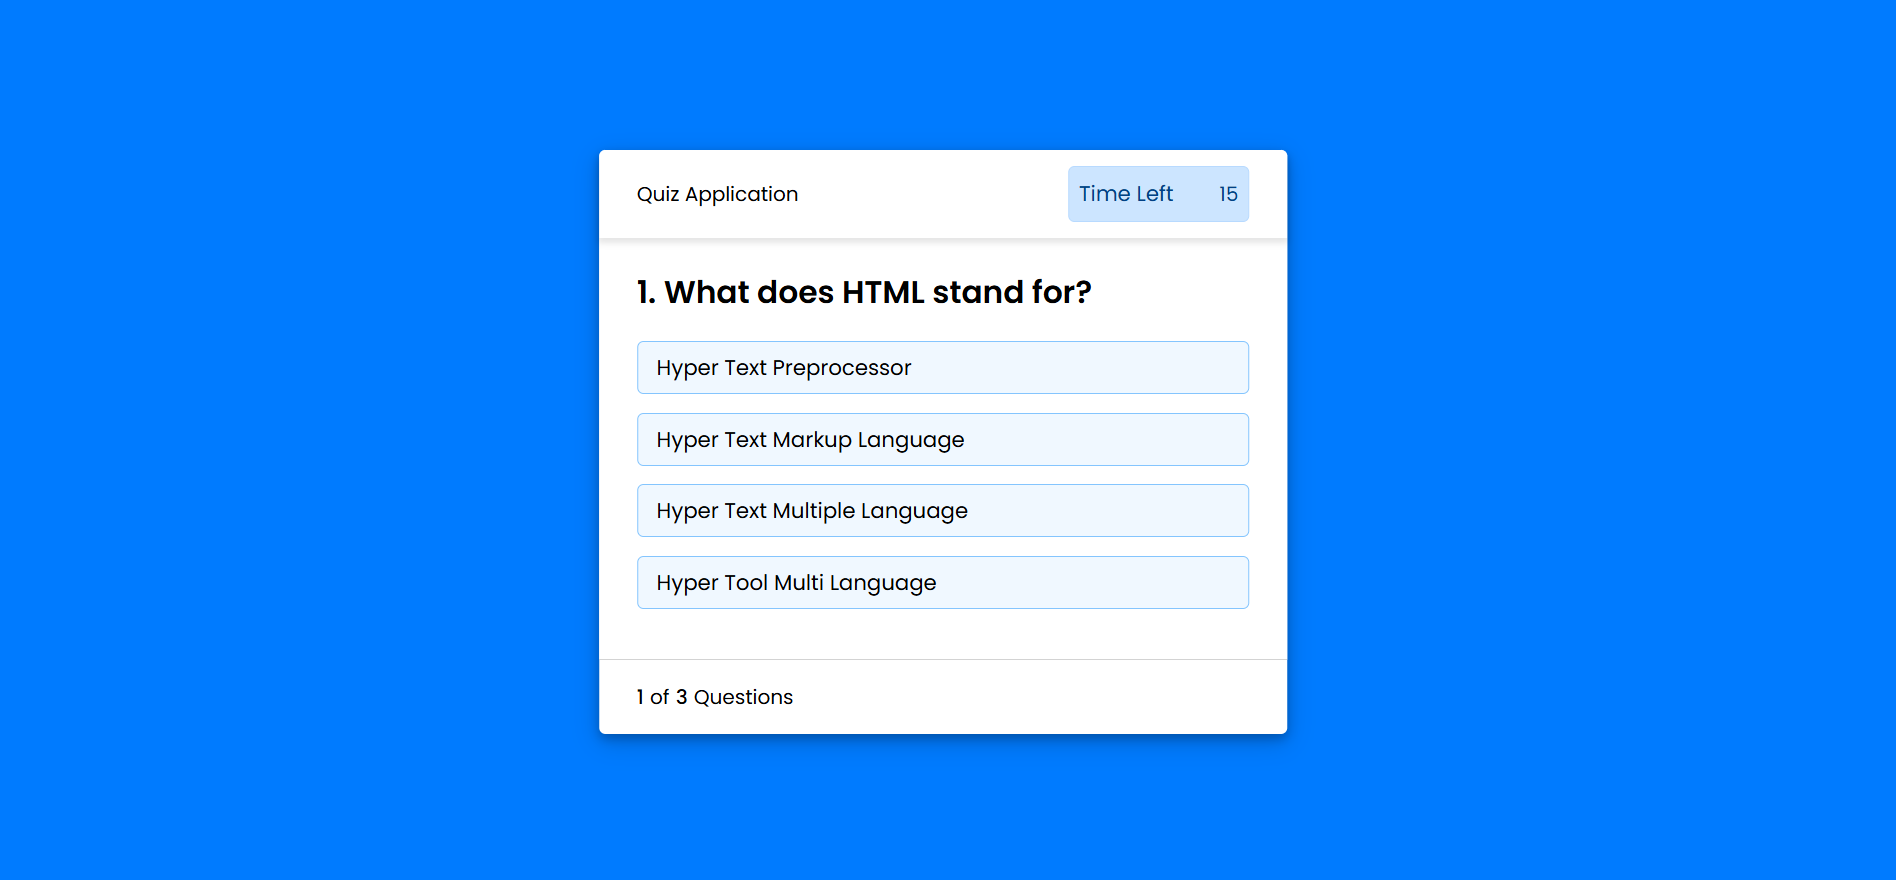 Quiz Application
Time Left 15
1. What does HTML stand for?
Hyper Text Preprocessor
Hyper Text Markup Language
Hyper Text Multiple Language
Hyper Tool Multi Language
1 of 3 Questions